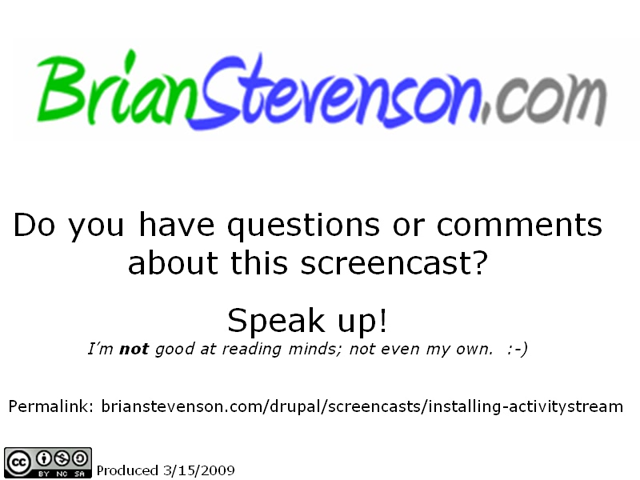 BrianStevenson.com
Do you have questions or comments
about this screencast?
Speak up!
I'm not good at reading minds; not even my own. :-)
Permalink: brianstevenson.com/drupal/screencasts/installing-activitystream
cc
BY NC SA
Produced 3/15/2009